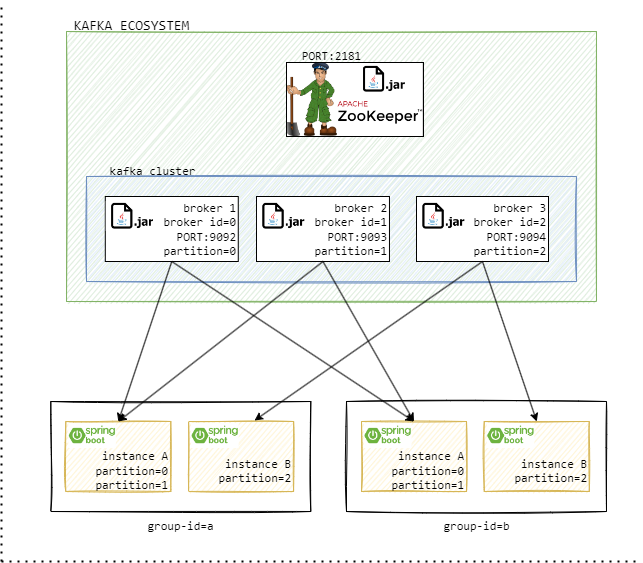 KAFKA ECOSYSTEM
PORT:2181
.jar
APACHE
ZooKeeper™
kafka cluster
.jar
broker 1
broker id=0
PORT:9092
partition=0
.jar
broker 2
broker id=1
PORT:9093
partition=1
.jar
broker 3
broker id=2
PORT:9094
partition=2
spring
boot
instance A
partition=0
partition=1
spring
boot
instance B
partition=2
group-id=a
spring
boot
instance A
partition=0
partition=1
spring
boot
instance B
partition=2
group-id=b